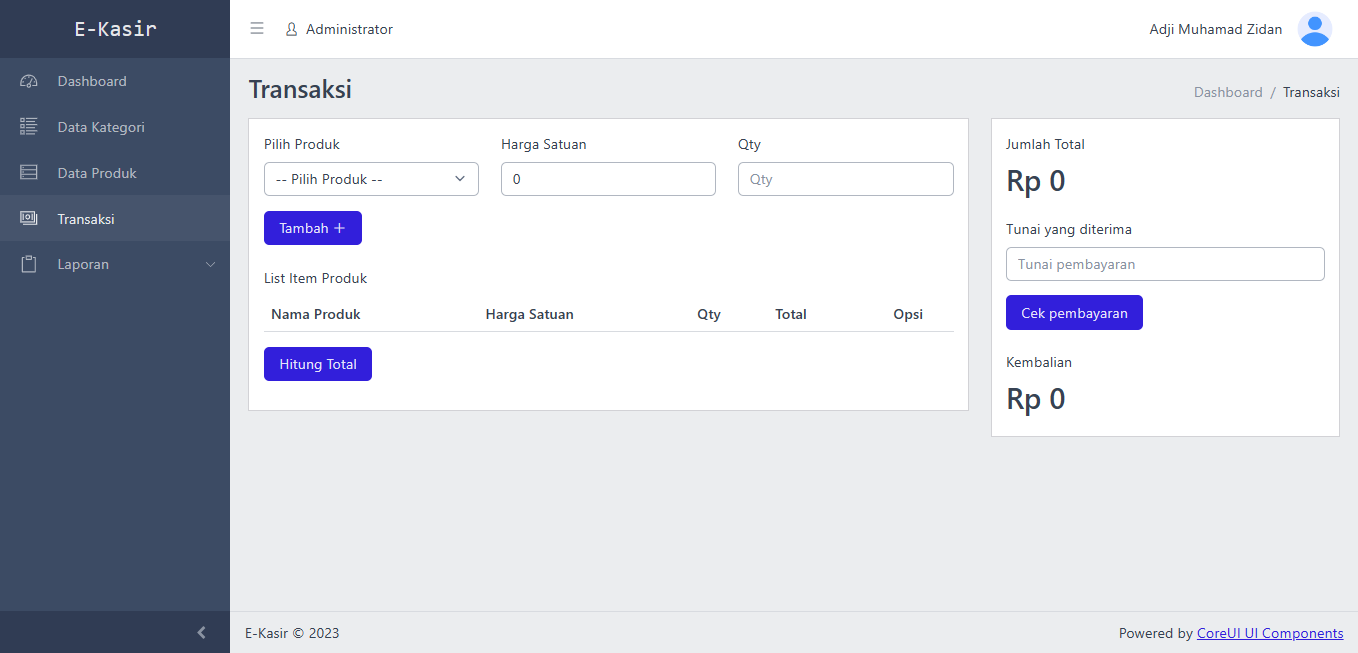 E-Kasir
Administrator
Adji Muhamad Zidan
Dashboard
Data Kategori
Data Produk
Transaksi
Laporan
Transaksi
Dashboard / Transaksi
Pilih Produk
Harga Satuan
Qty
-- Pilih Produk --
0
Qty
Tambah +
List Item Produk
Nama Produk Harga Satuan Qty Total Opsi
Hitung Total
Jumlah Total
Rp 0
Tunai yang diterima
Tunai pembayaran
Cek pembayaran
Kembalian
Rp 0
E-Kasir © 2023
Powered by CoreUI UI Components